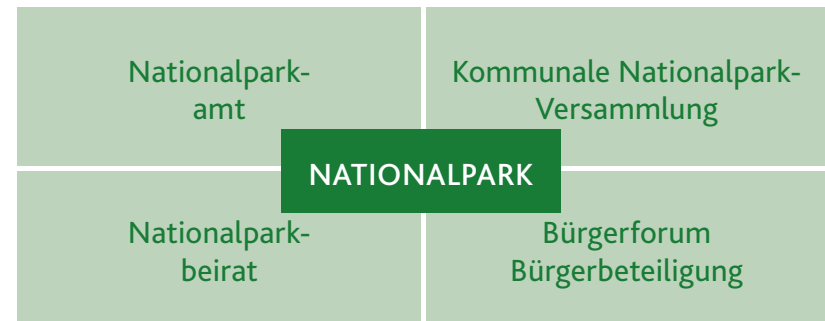 Nationalpark-
amt
Kommunale Nationalpark-
Versammlung
NATIONALPARK
Nationalpark-
beirat
Bürgerforum
Bürgerbeteiligung